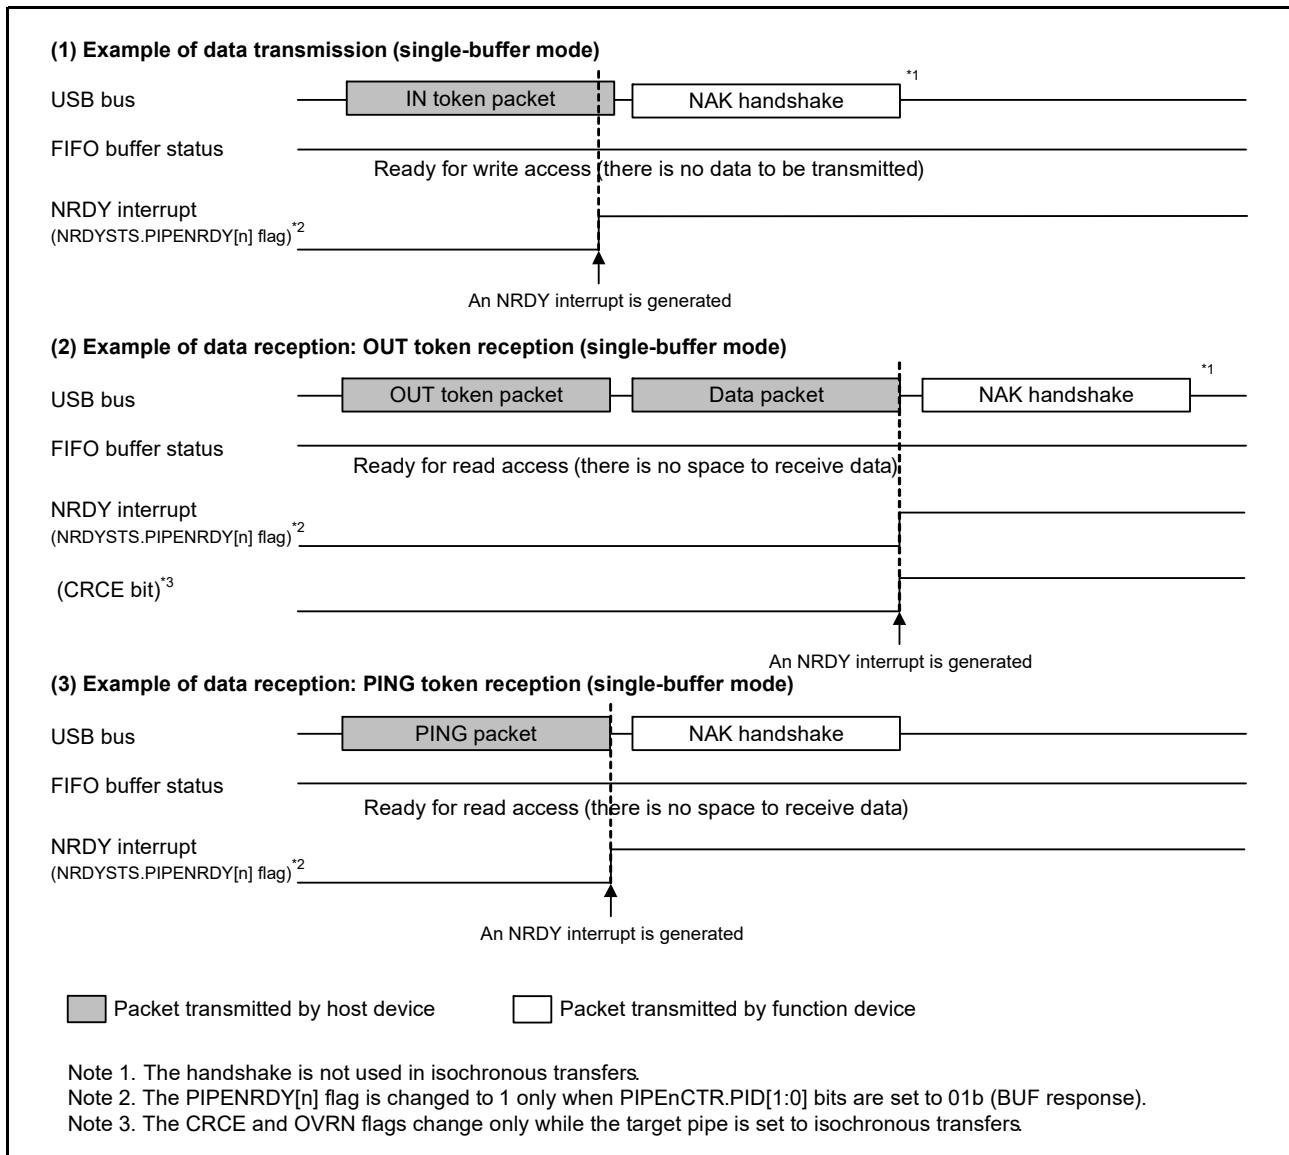 (1) Example of data transmission (single-buffer mode)
USB bus
IN token packet
NAK handshake
*1
FIFO buffer status
Ready for write access (there is no data to be transmitted)
NRDY interrupt
(NRDYSTS.PIPENRDY[n] flag)*2
An NRDY interrupt is generated
(2) Example of data reception: OUT token reception (single-buffer mode)
USB bus
OUT token packet
Data packet
NAK handshake
*1
FIFO buffer status
Ready for read access (there is no space to receive data)
NRDY interrupt
(NRDYSTS.PIPENRDY[n] flag)*2
(CRCE bit)*3
An NRDY interrupt is generated
(3) Example of data reception: PING token reception (single-buffer mode)
USB bus
PING packet
NAK handshake
FIFO buffer status
Ready for read access (there is no space to receive data)
NRDY interrupt
(NRDYSTS.PIPENRDY[n] flag)*2
An NRDY interrupt is generated
Packet transmitted by host device
Packet transmitted by function device
Note 1. The handshake is not used in isochronous transfers.
Note 2. The PIPENRDY[n] flag is changed to 1 only when PIPEnCTR.PID[1:0] bits are set to 01b (BUF response).
Note 3. The CRCE and OVRN flags change only while the target pipe is set to isochronous transfers.